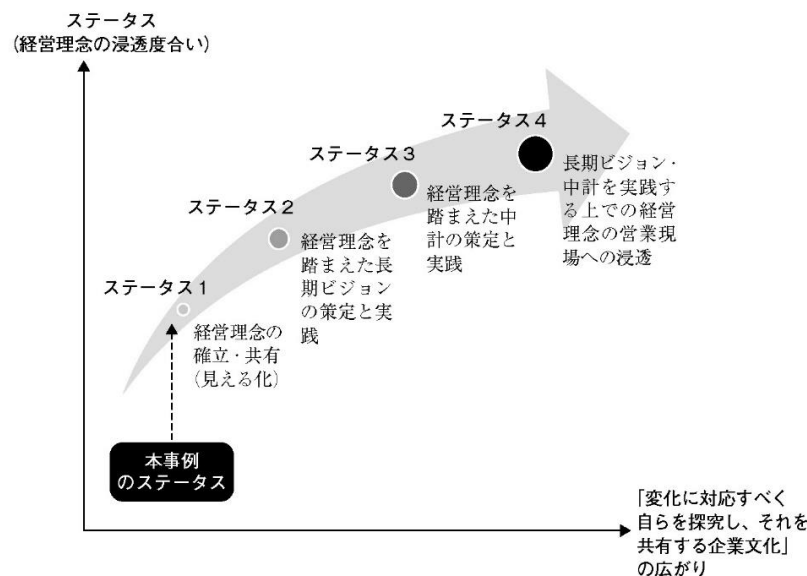 ステータス
(経営理念の浸透度合い)
ステータス4
長期ビジョン・
中計を実践す
る上での経営
理念の営業現
場への浸透
ステータス3
経営理念を
踏まえた中
計の策定と
実践
ステータス2
経営理念を
踏まえた長
期ビジョン
の策定と実
践
ステータス1
経営理念の
確立・共有
(見える化)
本事例
のステータス
「変化に対応すべく
自らを探究し、それを
共有する企業文化」
の広がり